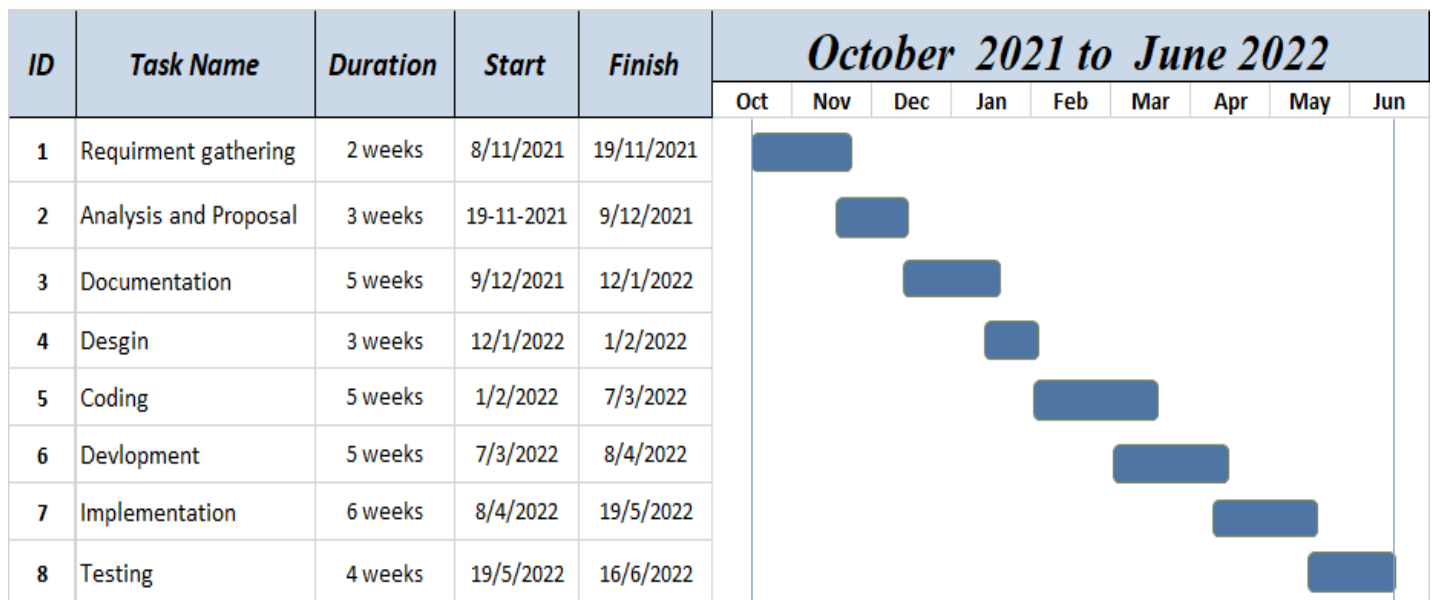 ID Task Name Duration Start Finish October 2021 to June 2022
Oct Nov Dec Jan Feb Mar Apr May Jun
1 Requirment gathering 2 weeks 8/11/2021 19/11/2021
2 Analysis and Proposal 3 weeks 19-11-2021 9/12/2021
3 Documentation 5 weeks 9/12/2021 12/1/2022
4 Desgin 3 weeks 12/1/2022 1/2/2022
5 Coding 5 weeks 1/2/2022 7/3/2022
6 Devlopment 5 weeks 7/3/2022 8/4/2022
7 Implementation 6 weeks 8/4/2022 19/5/2022
8 Testing 4 weeks 19/5/2022 16/6/2022